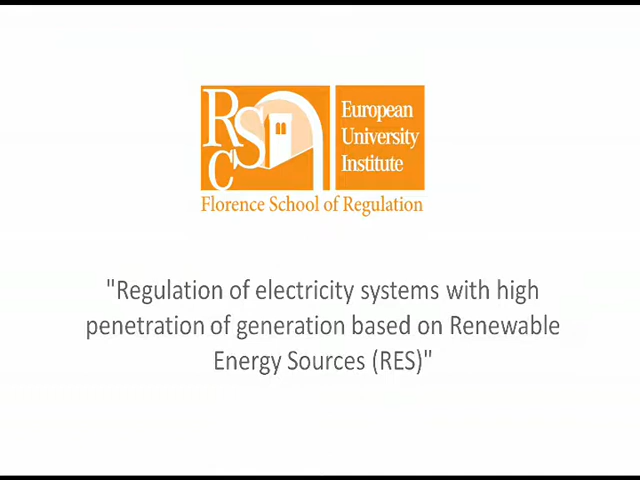 RSC
European
University
Institute
Florence School of Regulation
"Regulation of electricity systems with high
penetration of generation based on Renewable
Energy Sources (RES)"